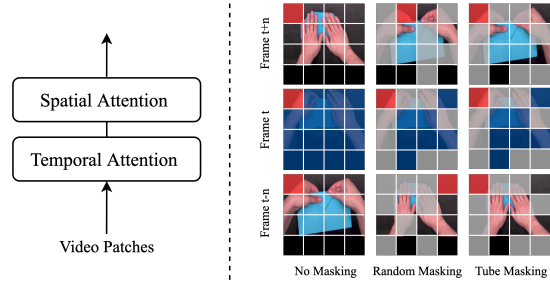 Spatial Attention
Temporal Attention
Video Patches
Frame t+n
Frame t
Frame t-n
No Masking
Random Masking
Tube Masking